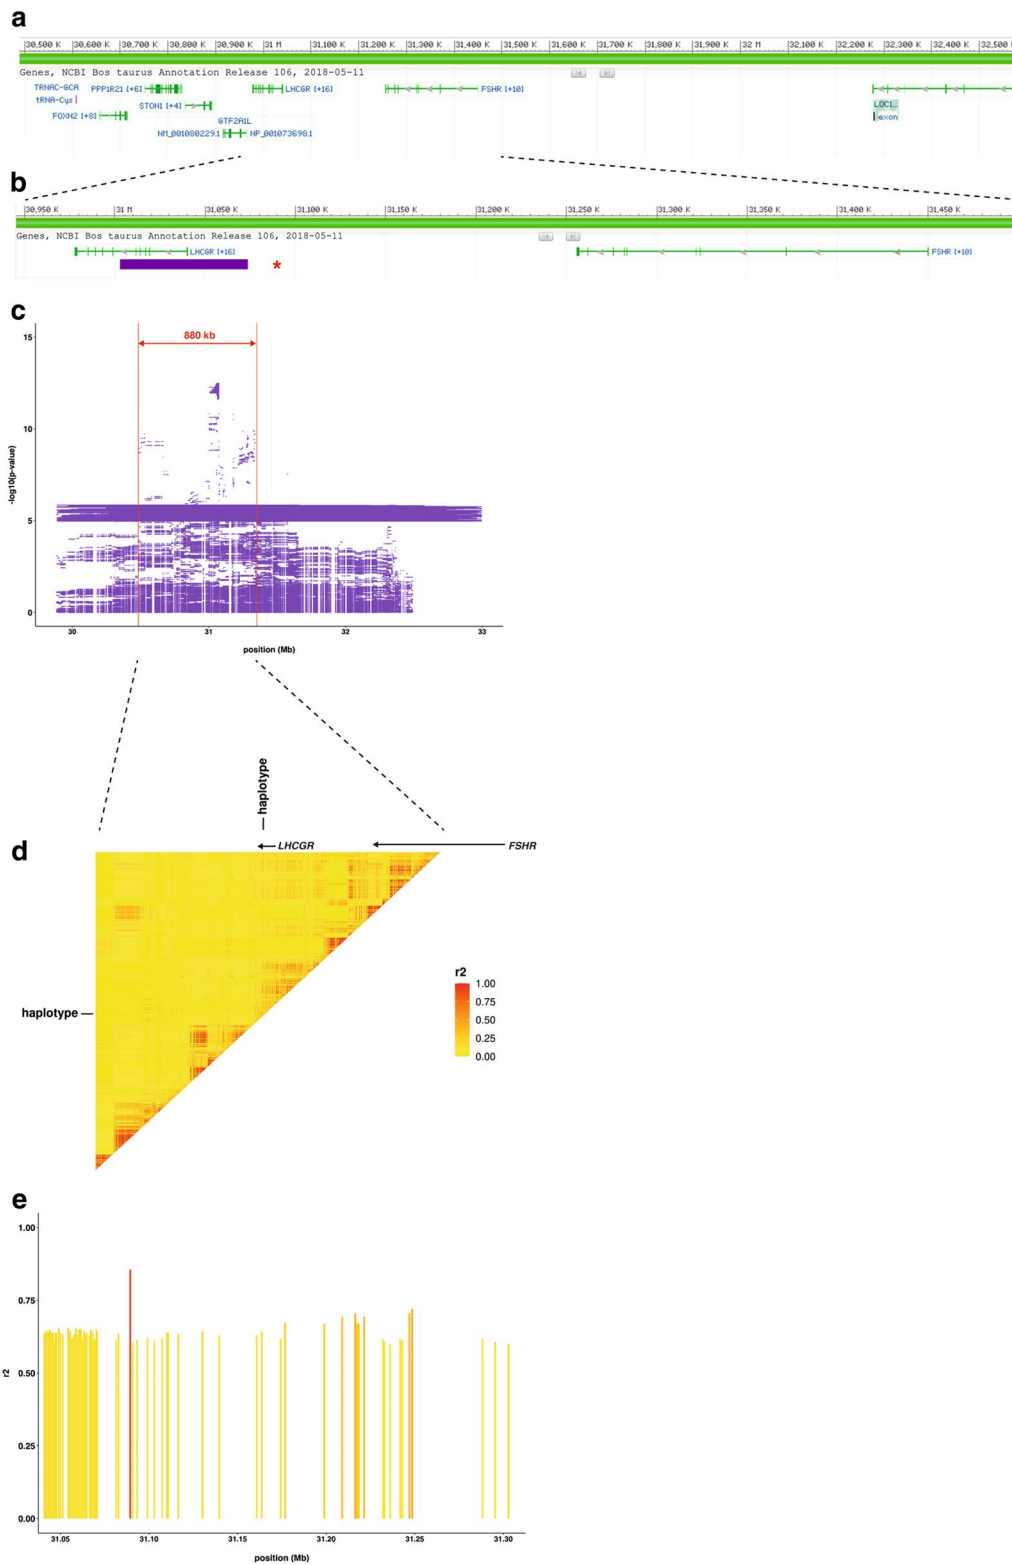 a
30,500 K 30,600 K 30,700 K 30,800 K 30,900 K 31 M 31,100 K 31,200 K 31,300 K 31,400 K 31,500 K 31,600 K 31,700 K 31,800 K 31,900 K 32 M 32,100 K 32,200 K 32,300 K 32,400 K 32,500 K
Genes, NCBI Bos taurus Annotation Release 106, 2018-05-11
TRNAC-GCA PPP1R21 [+6] LHCGR [+16] FSHR [+10]
tRNA-Cys STON1 [+4] LOC1...
FOXN2 [+8] GTF2A1L exon
NM_001080229.1 NP_001073698.1
b
30,950 K 31 M 31,050 K 31,100 K 31,150 K 31,200 K 31,250 K 31,300 K 31,350 K 31,400 K 31,450 K
Genes, NCBI Bos taurus Annotation Release 106, 2018-05-11
LHCGR [+16] FSHR [+10]
*
c
880 kb
15
10
5
0
-log10(p-value)
30 31 32 33
position (Mb)
haplotype
d
LHCGR FSHR
haplotype
r2
1.00
0.75
0.50
0.25
0.00
e
1.00
0.75
0.50
0.25
0.00
r2
31.05 31.10 31.15 31.20 31.25 31.30
position (Mb)